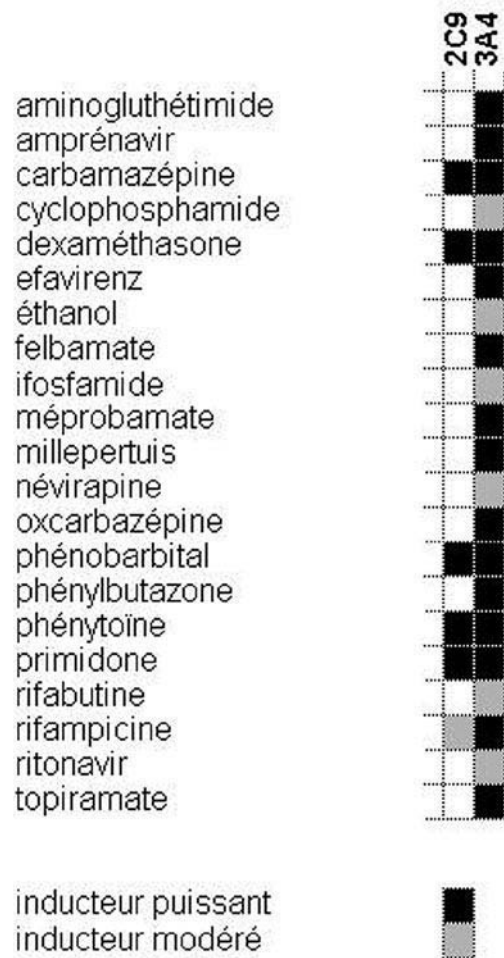 2C9
3A4
aminogluthétimide
amprénavir
carbamazépine
cyclophosphamide
dexaméthasone
efavirenz
éthanol
felbamate
ifosfamide
méprobamate
millepertuis
névirapine
oxcarbazépine
phénobarbital
phénylbutazone
phénytoïne
primidone
rifabutine
rifampicine
ritonavir
topiramate
inducteur puissant
inducteur modéré